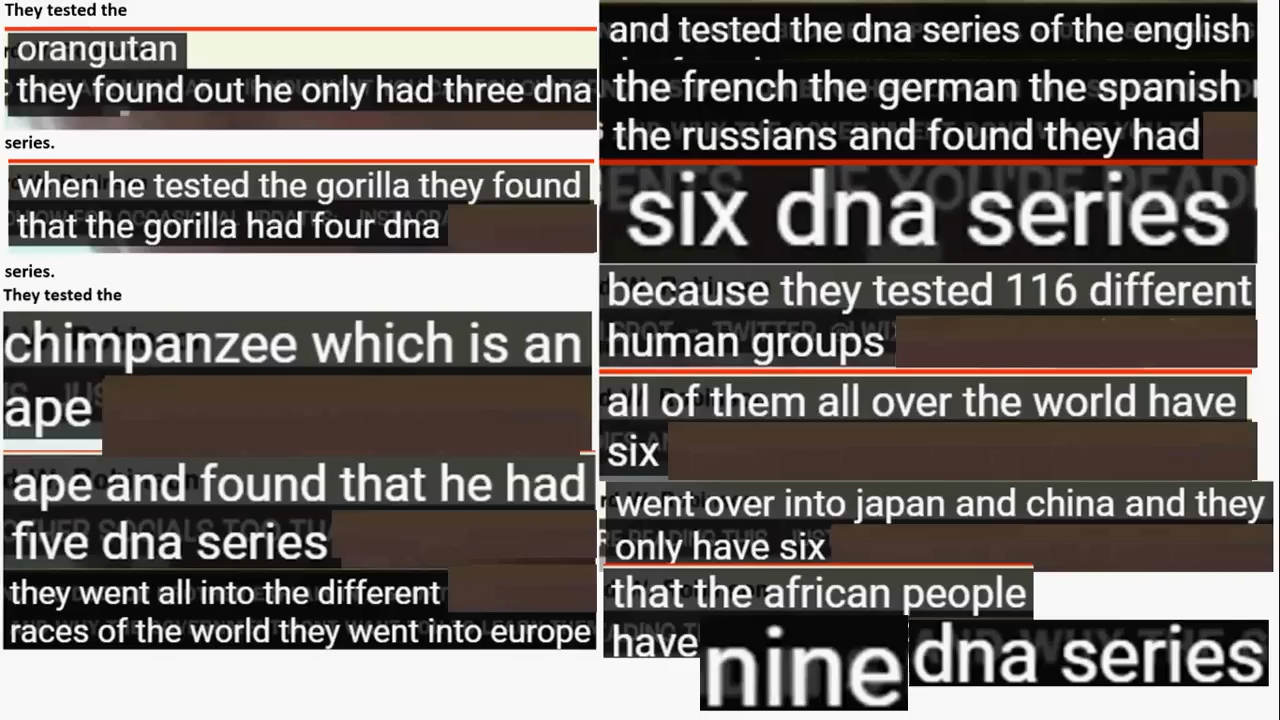 They tested the
orangutan
they found out he only had three dna
series.
when he tested the gorilla they found
that the gorilla had four dna
series.
They tested the
chimpanzee which is an
ape
ape and found that he had
five dna series
they went all into the different
races of the world they went into europe
and tested the dna series of the english
the french the german the spanish
the russians and found they had
six dna series
because they tested 116 different
human groups
all of them all over the world have
six
went over into japan and china and they
only have six
that the african people
have nine dna series